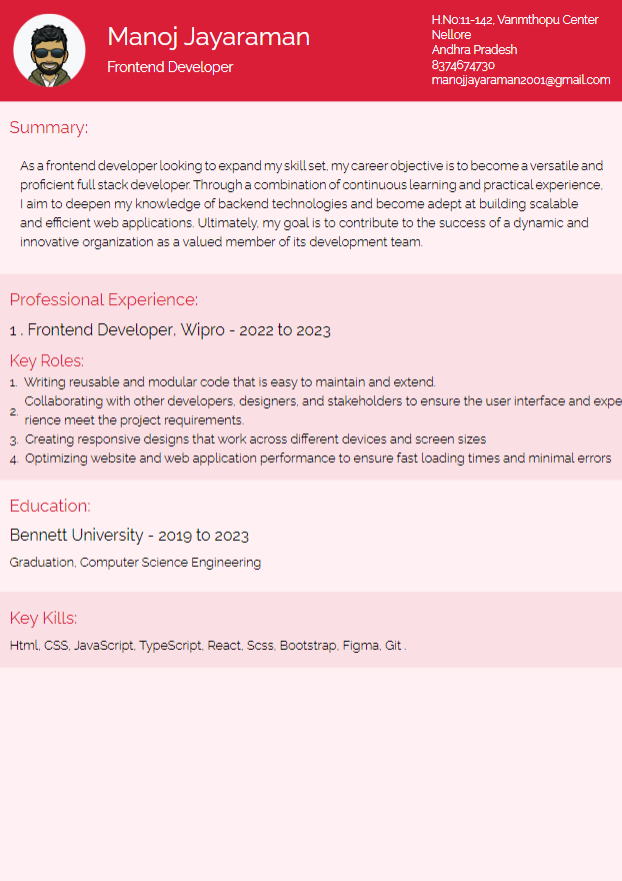 Manoj Jayaraman
Frontend Developer
H.No:11-142, Vanmthopu Center
Nellore
Andhra Pradesh
8374674730
manojjayaraman2001@gmail.com
Summary:
As a frontend developer looking to expand my skill set, my career objective is to become a versatile and
proficient full stack developer. Through a combination of continuous learning and practical experience,
I aim to deepen my knowledge of backend technologies and become adept at building scalable
and efficient web applications. Ultimately, my goal is to contribute to the success of a dynamic and
innovative organization as a valued member of its development team.
Professional Experience:
1 . Frontend Developer, Wipro - 2022 to 2023
Key Roles:
1. Writing reusable and modular code that is easy to maintain and extend.
2. Collaborating with other developers, designers, and stakeholders to ensure the user interface and expe
rience meet the project requirements.
3. Creating responsive designs that work across different devices and screen sizes
4. Optimizing website and web application performance to ensure fast loading times and minimal errors
Education:
Bennett University - 2019 to 2023
Graduation, Computer Science Engineering
Key Kills:
Html, CSS, JavaScript, TypeScript, React, Scss, Bootstrap, Figma, Git .